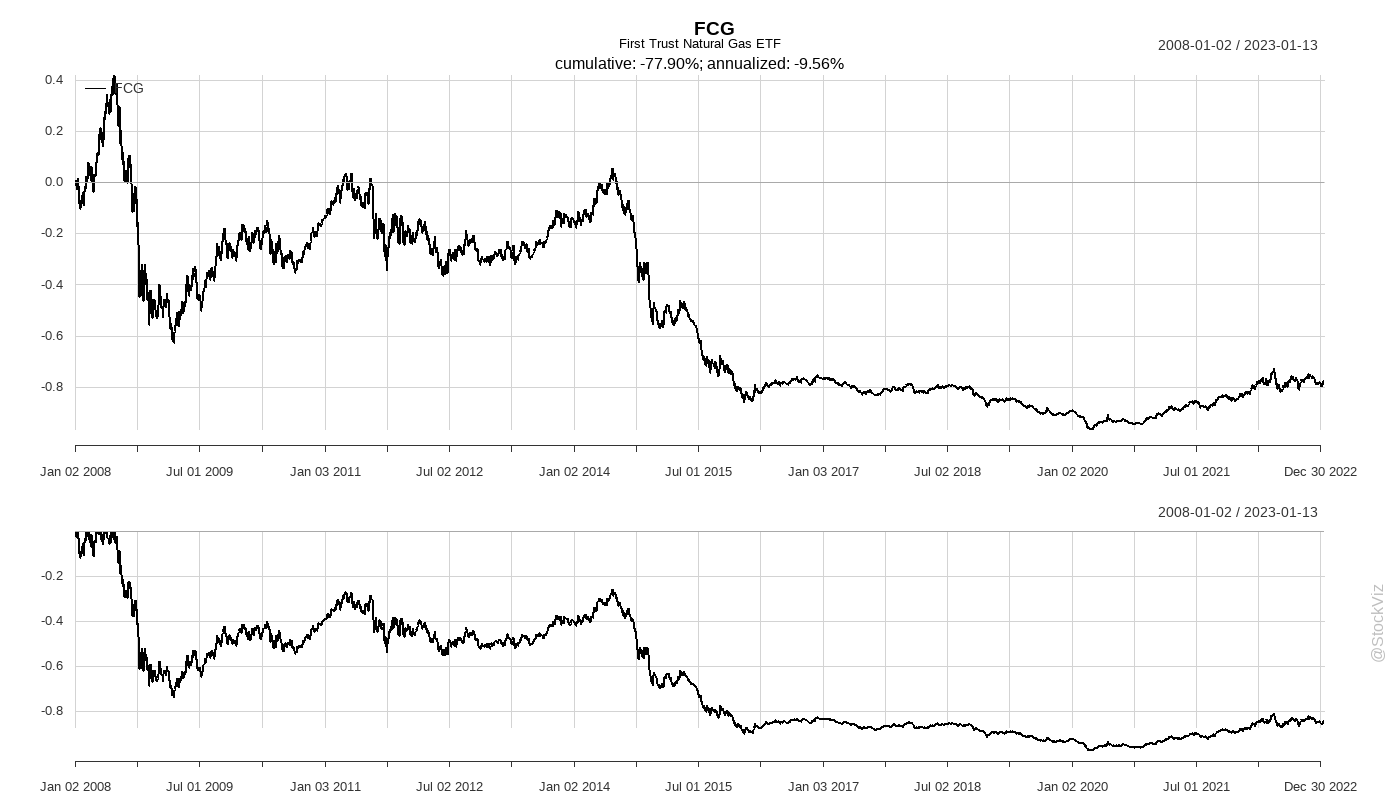 FCG
First Trust Natural Gas ETF
2008-01-02 / 2023-01-13
cumulative: -77.90%; annualized: -9.56%
FCG
0.4
0.2
0.0
-0.2
-0.4
-0.6
-0.8
Jan 02 2008 Jul 01 2009 Jan 03 2011 Jul 02 2012 Jan 02 2014 Jul 01 2015 Jan 03 2017 Jul 02 2018 Jan 02 2020 Jul 01 2021 Dec 30 2022
2008-01-02 / 2023-01-13
-0.2
-0.4
-0.6
-0.8
Jan 02 2008 Jul 01 2009 Jan 03 2011 Jul 02 2012 Jan 02 2014 Jul 01 2015 Jan 03 2017 Jul 02 2018 Jan 02 2020 Jul 01 2021 Dec 30 2022
@StockViz